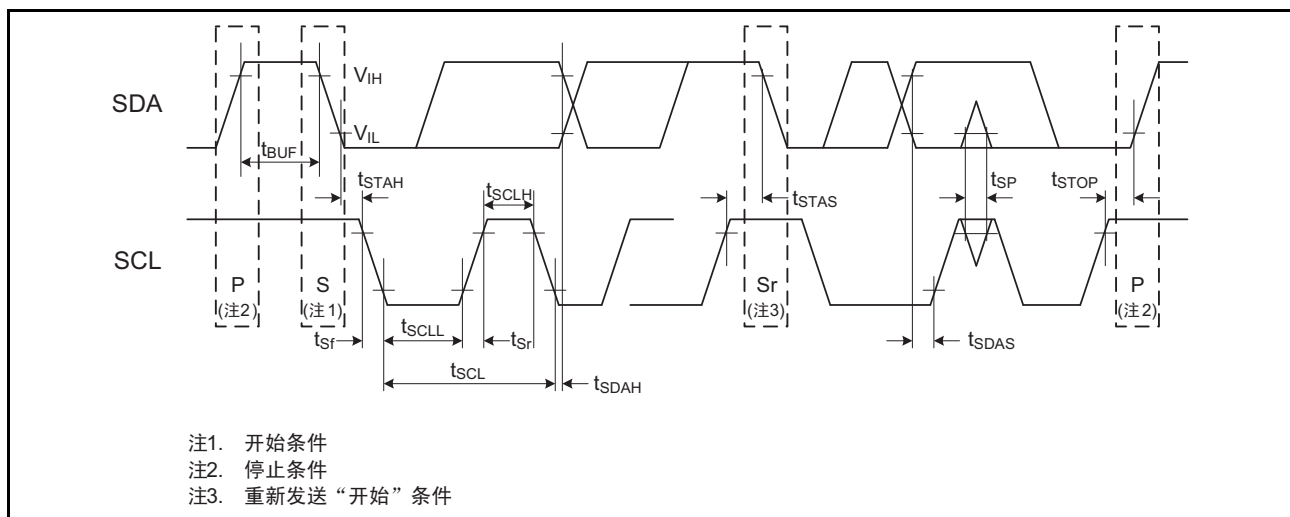 SDA
VIH
VIL
tBUF
tSTAH
tSCLH
tSTAS
tSP
tSTOP
SCL
P
(注2)
S
(注1)
Sr
(注3)
P
(注2)
tSf
tSCLL
tSr
tSDAS
tSCL
tSDAH
注1. 开始条件
注2. 停止条件
注3. 重新发送“开始”条件